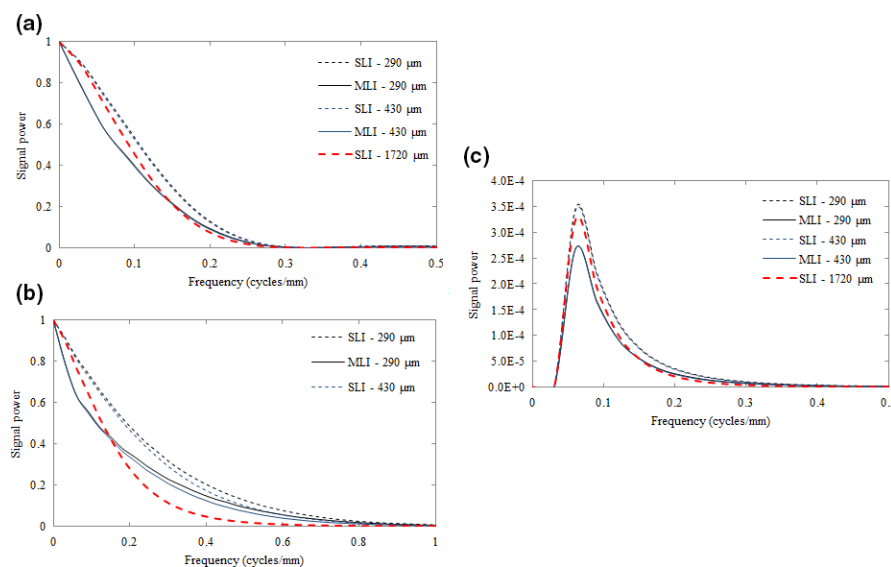 (a)
1
0.8
0.6
0.4
0.2
0
Signal power
SLI - 290 μm
MLI - 290 μm
SLI - 430 μm
MLI - 430 μm
SLI - 1720 μm
0 0.1 0.2 0.3 0.4 0.5
Frequency (cycles/mm)
(b)
1
0.8
0.6
0.4
0.2
0
Signal power
SLI - 290 μm
MLI - 290 μm
SLI - 430 μm
0 0.2 0.4 0.6 0.8 1
Frequency (cycles/mm)
(c)
4.0E-4
3.5E-4
3.0E-4
2.5E-4
2.0E-4
1.5E-4
1.0E-4
5.0E-5
0.0E+0
Signal power
SLI - 290 μm
MLI - 290 μm
SLI - 430 μm
MLI - 430 μm
SLI - 1720 μm
0 0.1 0.2 0.3 0.4
Frequency (cycles/mm)